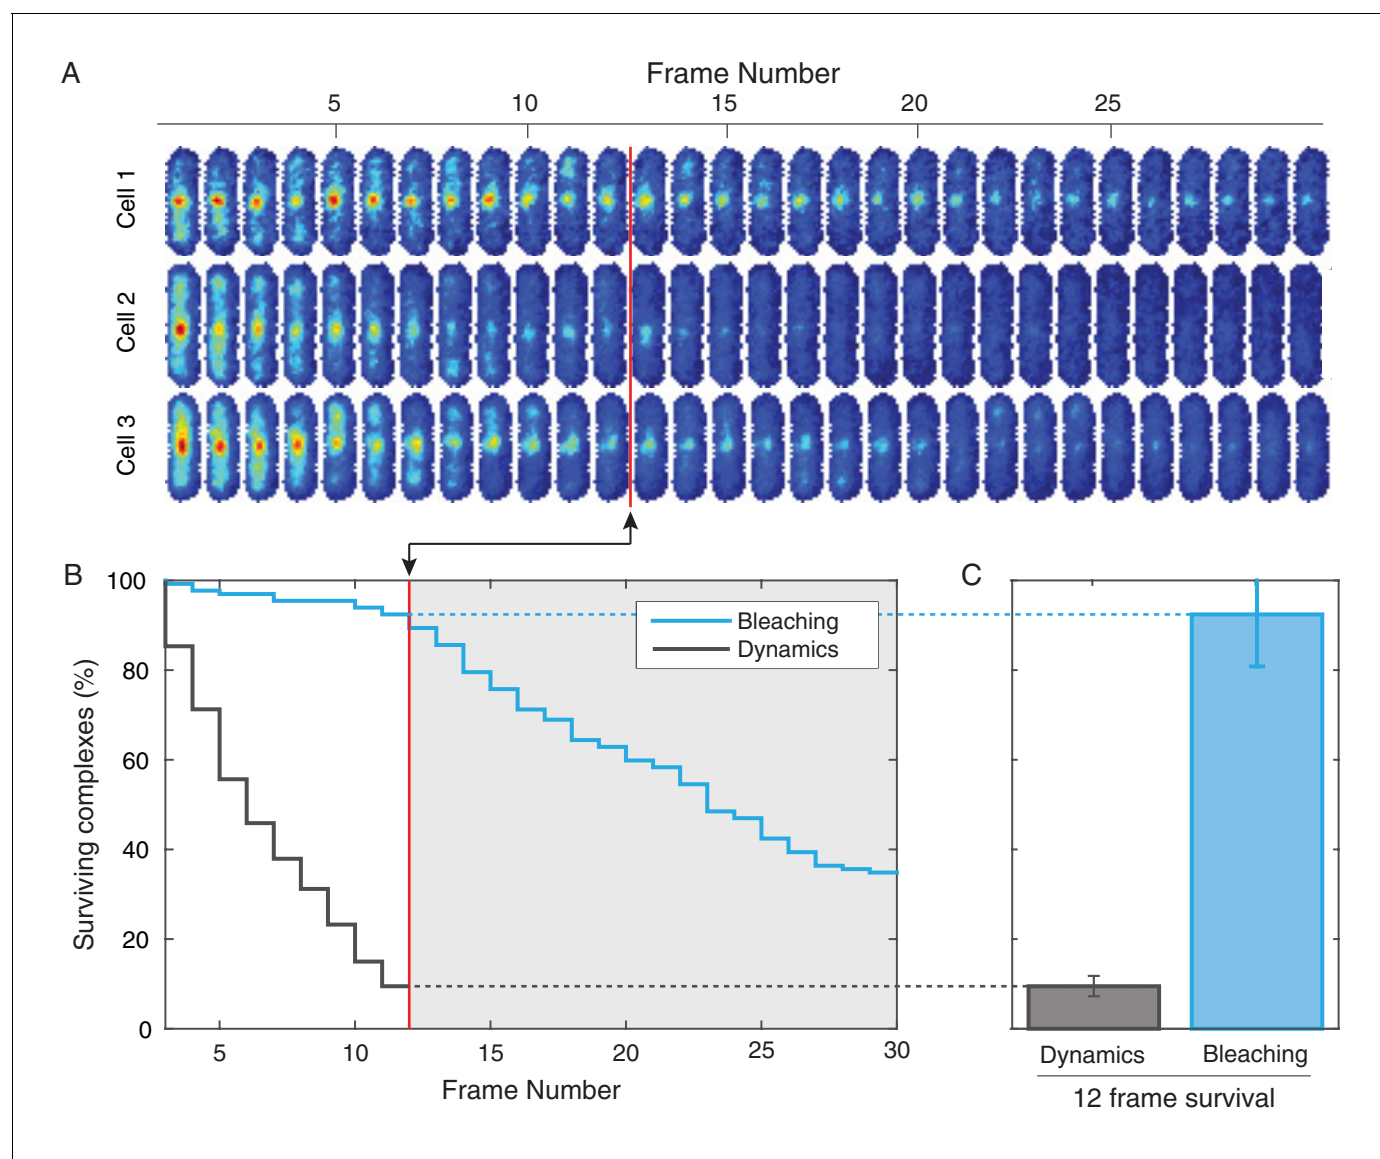 A
Frame Number
5 10 15 20 25
Cell 1
Cell 2
Cell 3
B
C
100
80
60
40
20
0
Surviving complexes (%)
Bleaching
Dynamics
5 10 15 20 25 30
Frame Number
Dynamics Bleaching
12 frame survival